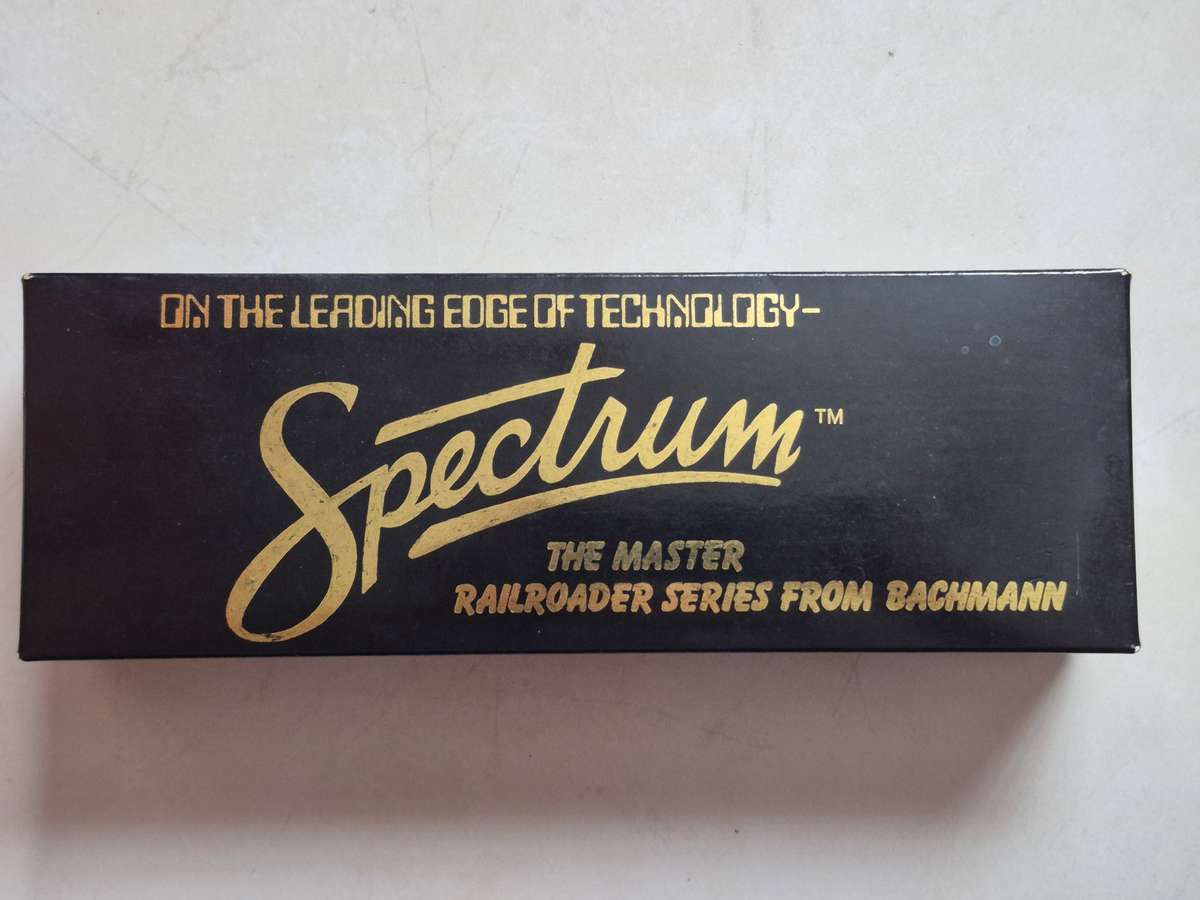 ON THE LEADING EDGE OF TECHNOLOGY-
Spectrum™
THE MASTER
RAILROADER SERIES FROM BACHMANN